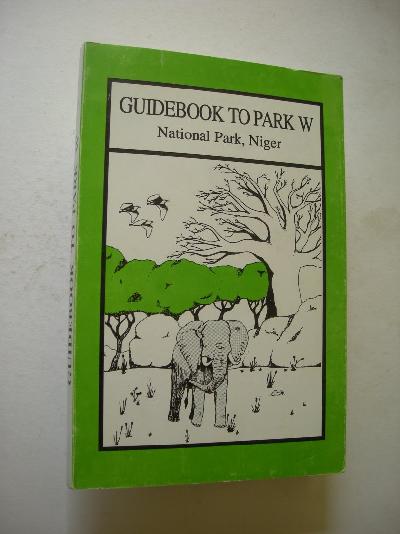 GUIDEBOOK TO PARK W
National Park, Niger
GUIDEBOOK TO PARK W